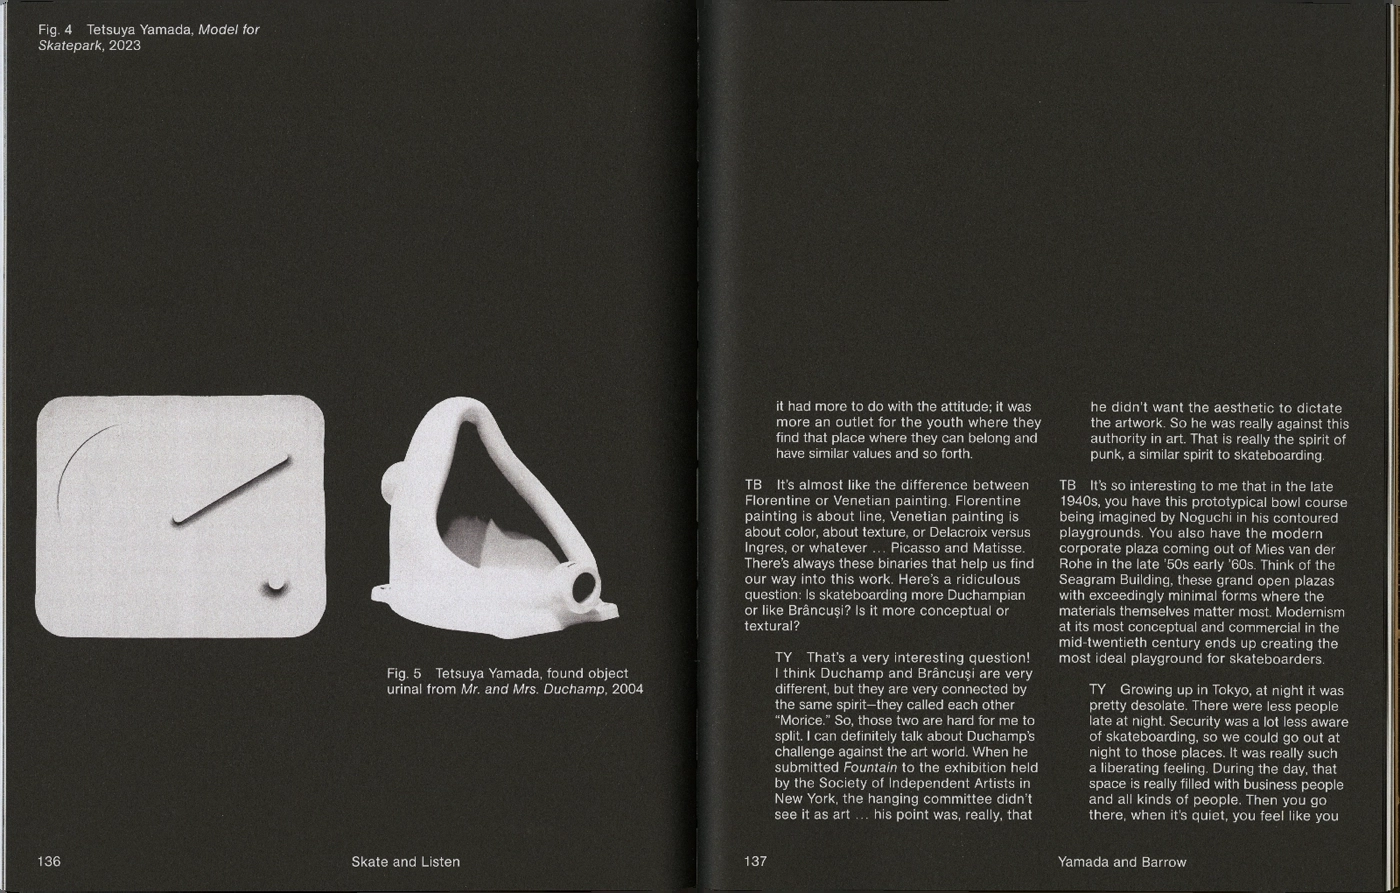 Fig. 4 Tetsuya Yamada, Model for
Skatepark, 2023
Fig. 5 Tetsuya Yamada, found object
urinal from Mr. and Mrs. Duchamp, 2004
136
Skate and Listen
it had more to do with the attitude; it was
more an outlet for the youth where they
find that place where they can belong and
have similar values and so forth.
TB It's almost like the difference between
Florentine or Venetian painting. Florentine
painting is about line, Venetian painting is
about color, about texture, or Delacroix versus
Ingres, or whatever … Picasso and Matisse.
There's always these binaries that help us find
our way into this work. Here's a ridiculous
question: Is skateboarding more Duchampian
or like Brâncuşi? Is it more conceptual or
textural?
TY That's a very interesting question!
I think Duchamp and Brâncuşi are very
different, but they are very connected by
the same spirit—they called each other
“Morice.” So, those two are hard for me to
split. I can definitely talk about Duchamp's
challenge against the art world. When he
submitted Fountain to the exhibition held
by the Society of Independent Artists in
New York, the hanging committee didn't
see it as art … his point was, really, that
he didn't want the aesthetic to dictate
the artwork. So he was really against this
authority in art. That is really the spirit of
punk, a similar spirit to skateboarding.
TB It's so interesting to me that in the late
1940s, you have this prototypical bowl course
being imagined by Noguchi in his contoured
playgrounds. You also have the modern
corporate plaza coming out of Mies van der
Rohe in the late '50s early '60s. Think of the
Seagram Building, these grand open plazas
with exceedingly minimal forms where the
materials themselves matter most. Modernism
at its most conceptual and commercial in the
mid-twentieth century ends up creating the
most ideal playground for skateboarders.
TY Growing up in Tokyo, at night it was
pretty desolate. There were less people
late at night. Security was a lot less aware
of skateboarding, so we could go out at
night to those places. It was really such
a liberating feeling. During the day, that
space is really filled with business people
and all kinds of people. Then you go
there, when it's quiet, you feel like you
137
Yamada and Barrow